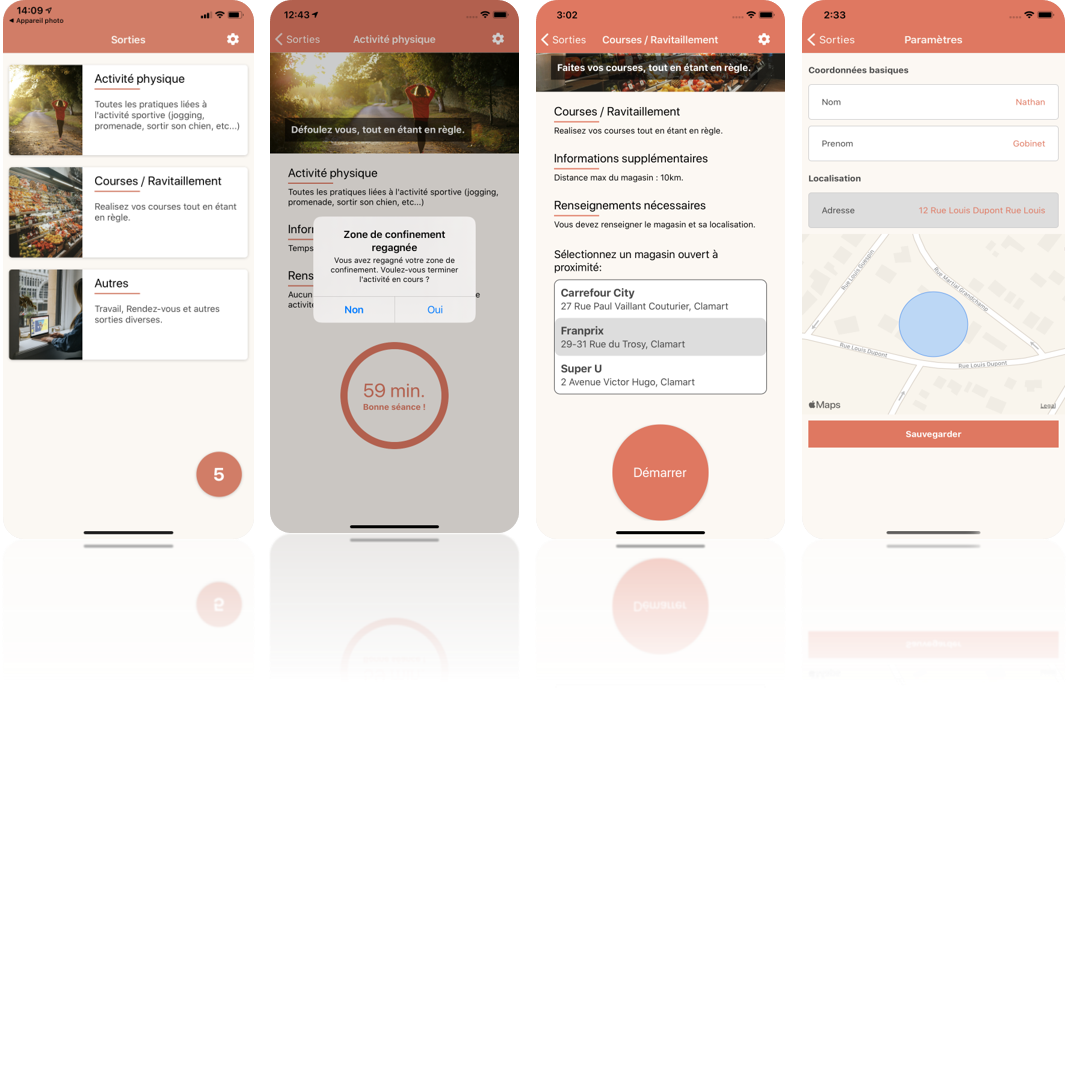 14:09
◀ Appareil photo
Sorties
Activité physique
Toutes les pratiques liées à
l'activité sportive (jogging,
promenade, sortir son chien, etc...)
Courses / Ravitaillement
Realisez vos courses tout en étant
en règle.
Autres
Travail, Rendez-vous et autres
sorties diverses.
5
12:43
Sorties
Activité physique
Défoulez vous, tout en étant en règle.
Activité physique
Toutes les pratiques liées à l'activité sportive (jogging,
promenade, sortir son chien, etc...)
Infor
Temps
Rens
Aucun
e
activité
Zone de confinement
regagnée
Vous avez regagné votre zone de
confinement. Voulez-vous terminer
l'activité en cours ?
Non
Oui
59 min.
Bonne séance !
3:02
Sorties
Courses / Ravitaillement
Faites vos courses, tout en étant en règle.
Courses / Ravitaillement
Realisez vos courses tout en étant en règle.
Informations supplémentaires
Distance max du magasin : 10km.
Renseignements nécessaires
Vous devez renseigner le magasin et sa localisation.
Sélectionnez un magasin ouvert à
proximité:
Carrefour City
27 Rue Paul Vaillant Couturier, Clamart
Franprix
29-31 Rue du Trosy, Clamart
Super U
2 Avenue Victor Hugo, Clamart
Démarrer
2:33
Sorties
Paramètres
Coordonnées basiques
Nom
Nathan
Prenom
Gobinet
Localisation
Adresse
12 Rue Louis Dupont Rue Louis
Rue Louis Guespin
Rue Martial Grandchamp
Rue Louis Dupont
Rue Louis Dupont
Maps
Legal
Sauvegarder